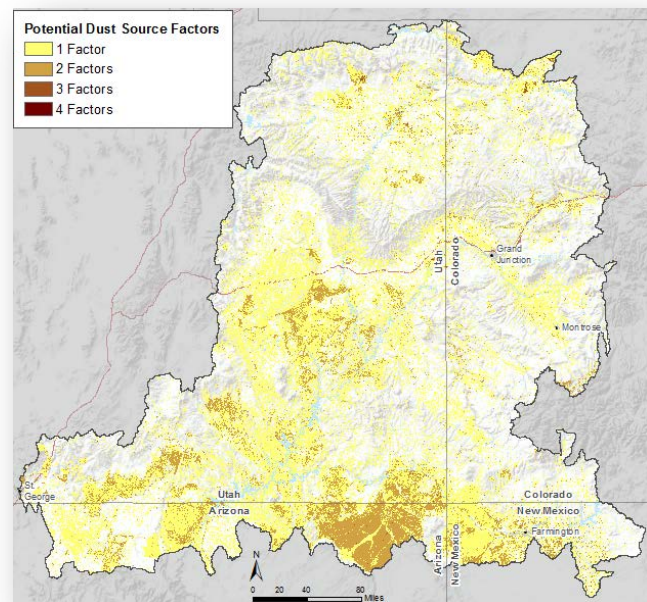 Potential Dust Source Factors
1 Factor
2 Factors
3 Factors
4 Factors
Utah
Colorado
Grand
Junction
Montrose
St.
George
Utah
Arizona
Colorado
New Mexico
Farmington
Arizona
New Mexico
N
0 20 40 80
Miles